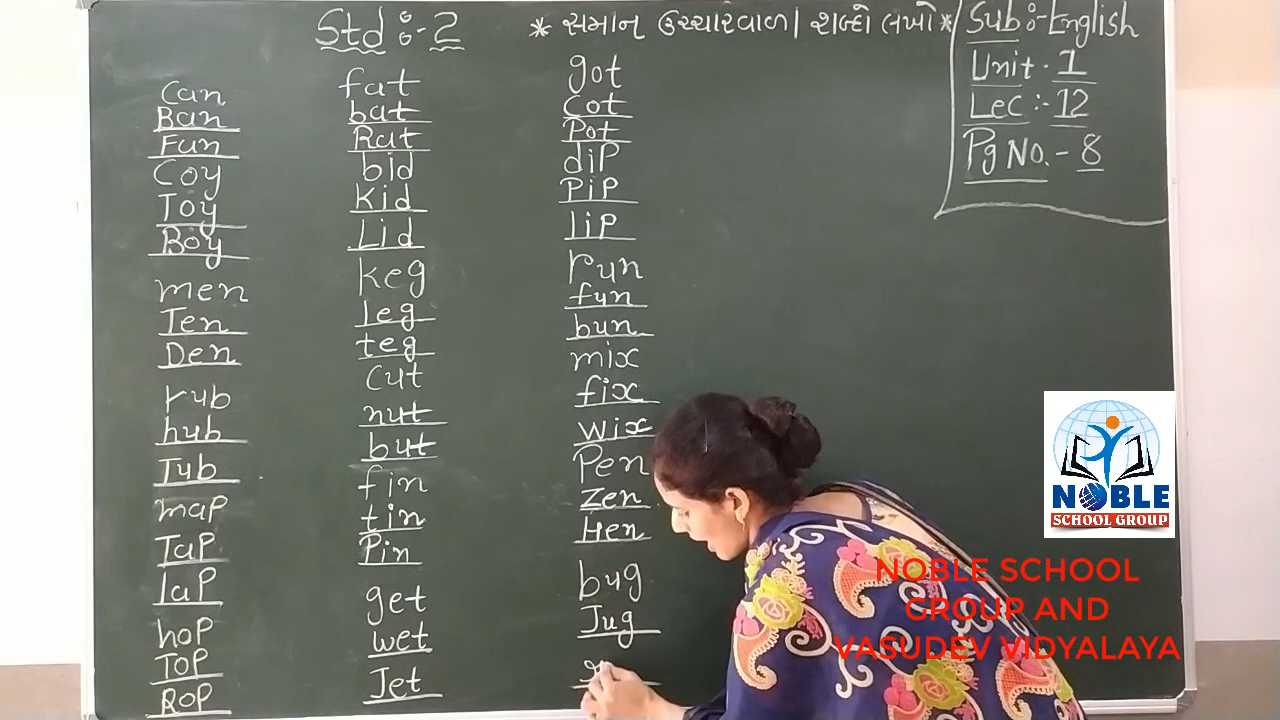 Std :- 2
* સમાન ઉચ્ચારવાળા શબ્દો લખો *
Sub :- English
Unit - 1
Lec :- 12
Pg No. - 8
Can
Ban
Fan
Coy
Toy
Boy
men
Ten
Den
rub
hub
Tub
maP
TaP
laP
hoP
TOP
ROP
fat
bat
Rat
bid
Kid
Lid
keg
leg
teg
cut
nut
but
fin
tin
Pin
get
wet
Jet
got
Cot
Pot
diP
PiP
liP
run
fun
bun
mix
fix
wix
Pen
Zen
Hen
bug
Jug
NOBLE
SCHOOL GROUP
NOBLE SCHOOL
GROUP AND
VASUDEV VIDYALAYA